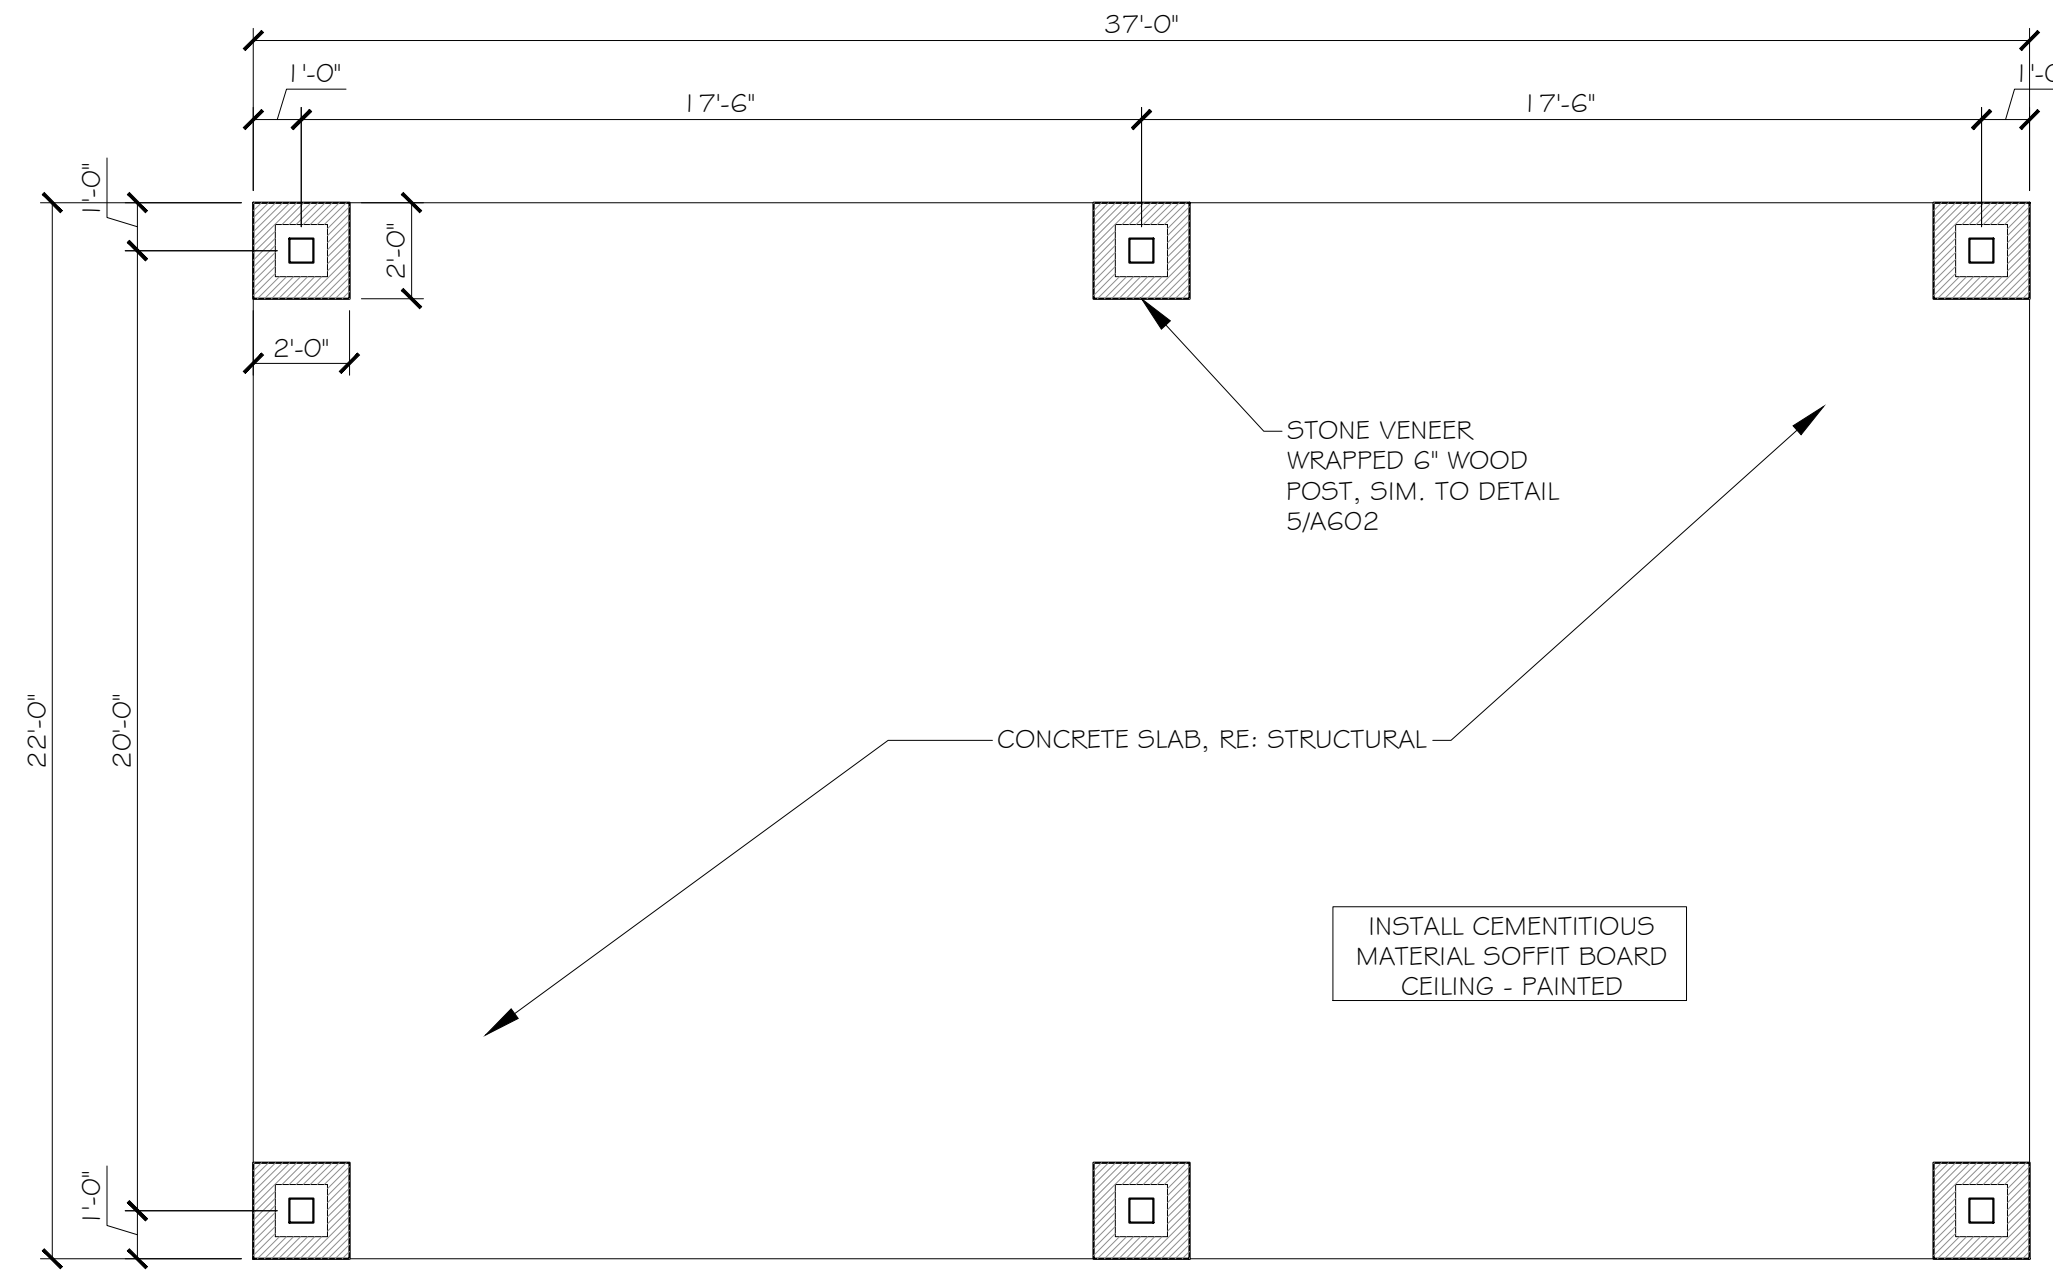 37'-0"
1'-0"
17'-6"
17'-6"
1'-0
1'-0"
2'-0"
2'-0"
STONE VENEER
WRAPPED 6" WOOD
POST, SIM. TO DETAIL
5/A602
22'-0"
20'-0"
CONCRETE SLAB, RE: STRUCTURAL
INSTALL CEMENTITIOUS
MATERIAL SOFFIT BOARD
CEILING - PAINTED
1'-0"